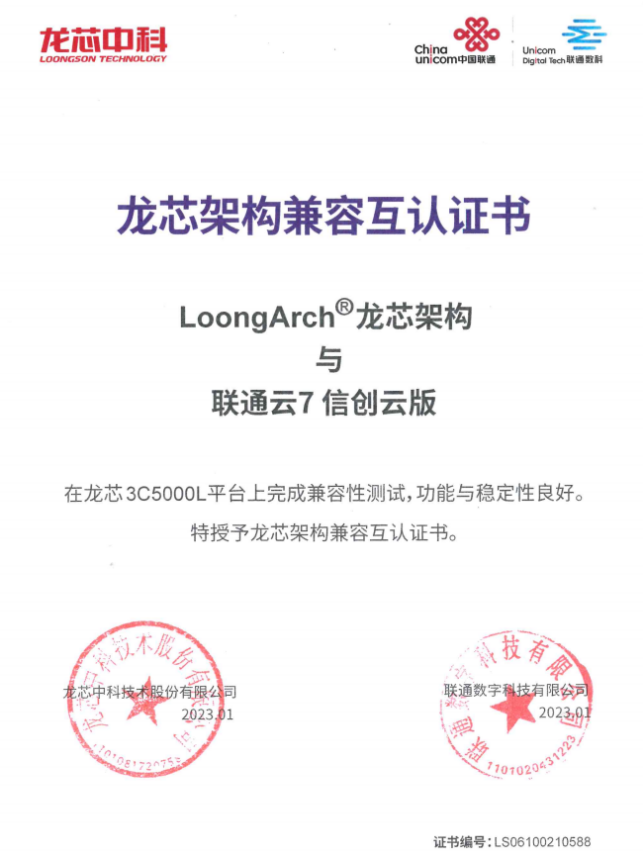 龙芯中科
LOONGSON TECHNOLOGY
China
unicom中国联通
Unicom
Digital Tech联通数科
龙芯架构兼容互认证书
LoongArch®龙芯架构
与
联通云7 信创云版
在龙芯3C5000L平台上完成兼容性测试，功能与稳定性良好。
特授予龙芯架构兼容互认证书。
龙芯中科技术股份有限公司
龙芯中科技术股份有限公司
2023.01
联通数字科技有限公司
联通数字科技有限公司
2023.01
1101020431223
证书编号：LS06100210588